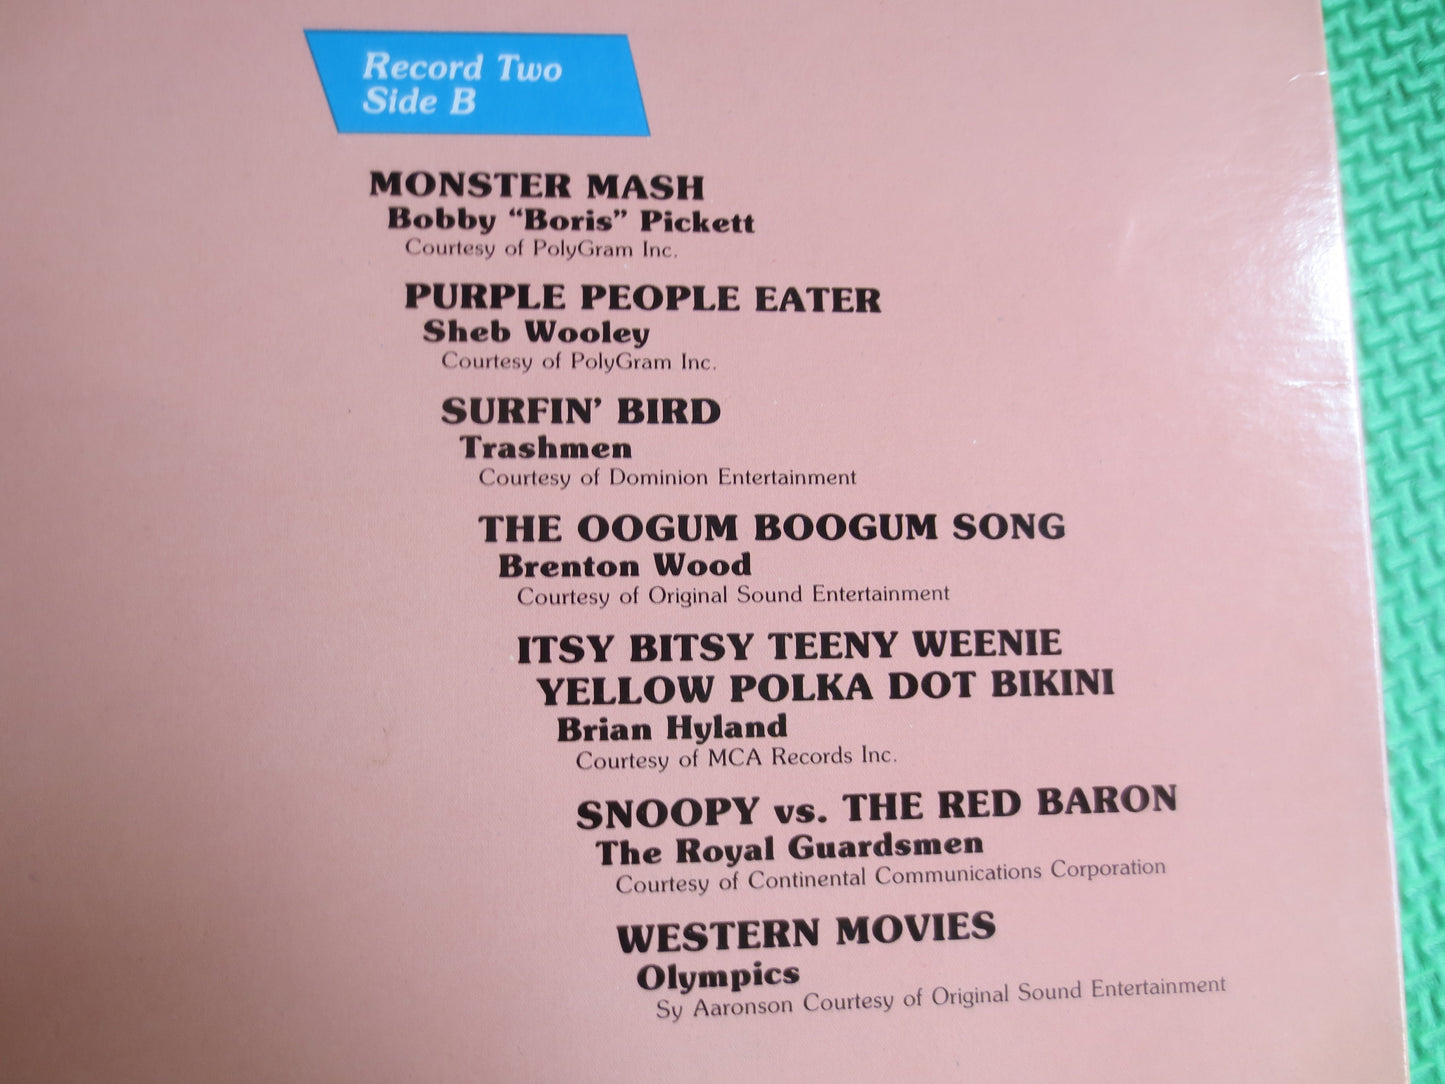 Record Two
Side B
MONSTER MASH
Bobby “Boris” Pickett
Courtesy of PolyGram Inc.
PURPLE PEOPLE EATER
Sheb Wooley
Courtesy of PolyGram Inc.
SURFIN’ BIRD
Trashmen
Courtesy of Dominion Entertainment
THE OOGUM BOOGUM SONG
Brenton Wood
Courtesy of Original Sound Entertainment
ITSY BITSY TEENY WEENIE
YELLOW POLKA DOT BIKINI
Brian Hyland
Courtesy of MCA Records Inc.
SNOOPY vs. THE RED BARON
The Royal Guardsmen
Courtesy of Continental Communications Corporation
WESTERN MOVIES
Olympics
Sy Aaronson Courtesy of Original Sound Entertainment